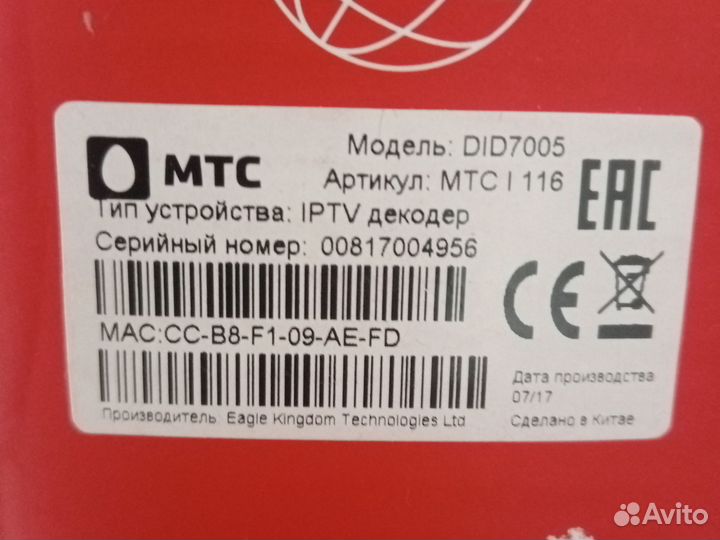 МТС
Модель: DID7005
Артикул: МТС I 116
Тип устройства: IPTV декодер
Серийный номер: 00817004956
EAC
CE
MAC:CC-B8-F1-09-AE-FD
Дата производства
07/17
Производитель: Eagle Kingdom Technologies Ltd
Сделано в Китае
Avito